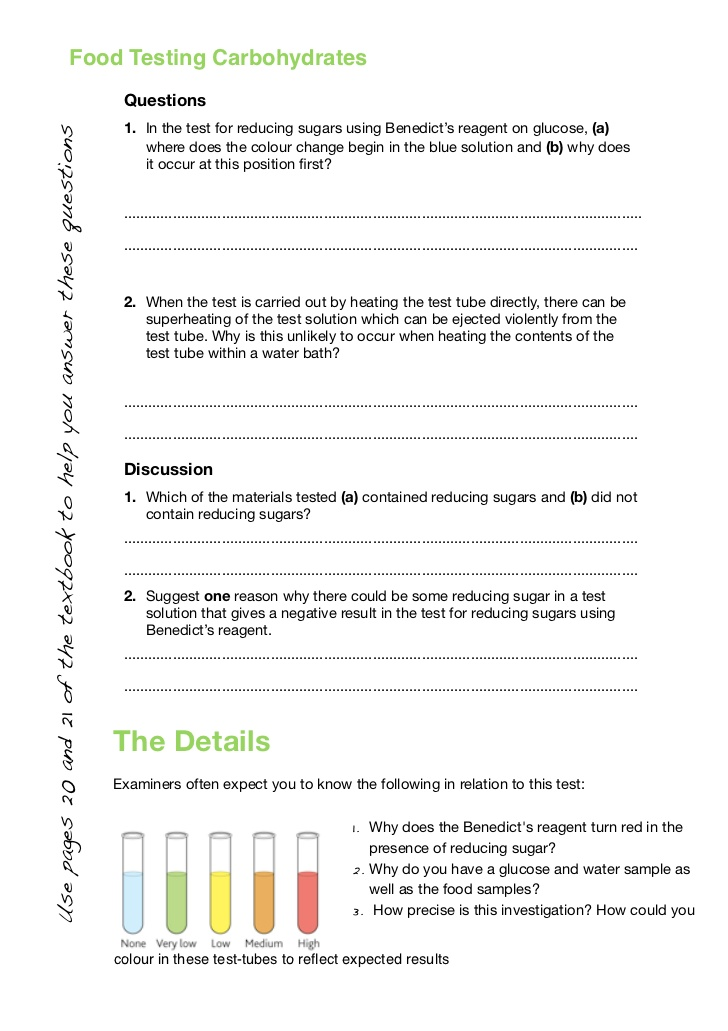 Food Testing Carbohydrates
Use pages 20 and 21 of the textbook to help you answer these questions
Questions
1. In the test for reducing sugars using Benedict’s reagent on glucose, (a)
where does the colour change begin in the blue solution and (b) why does
it occur at this position first?
2. When the test is carried out by heating the test tube directly, there can be
superheating of the test solution which can be ejected violently from the
test tube. Why is this unlikely to occur when heating the contents of the
test tube within a water bath?
Discussion
1. Which of the materials tested (a) contained reducing sugars and (b) did not
contain reducing sugars?
2. Suggest one reason why there could be some reducing sugar in a test
solution that gives a negative result in the test for reducing sugars using
Benedict’s reagent.
The Details
Examiners often expect you to know the following in relation to this test:
1. Why does the Benedict's reagent turn red in the
presence of reducing sugar?
2. Why do you have a glucose and water sample as
well as the food samples?
3. How precise is this investigation? How could you
None Very low Low Medium High
colour in these test-tubes to reflect expected results